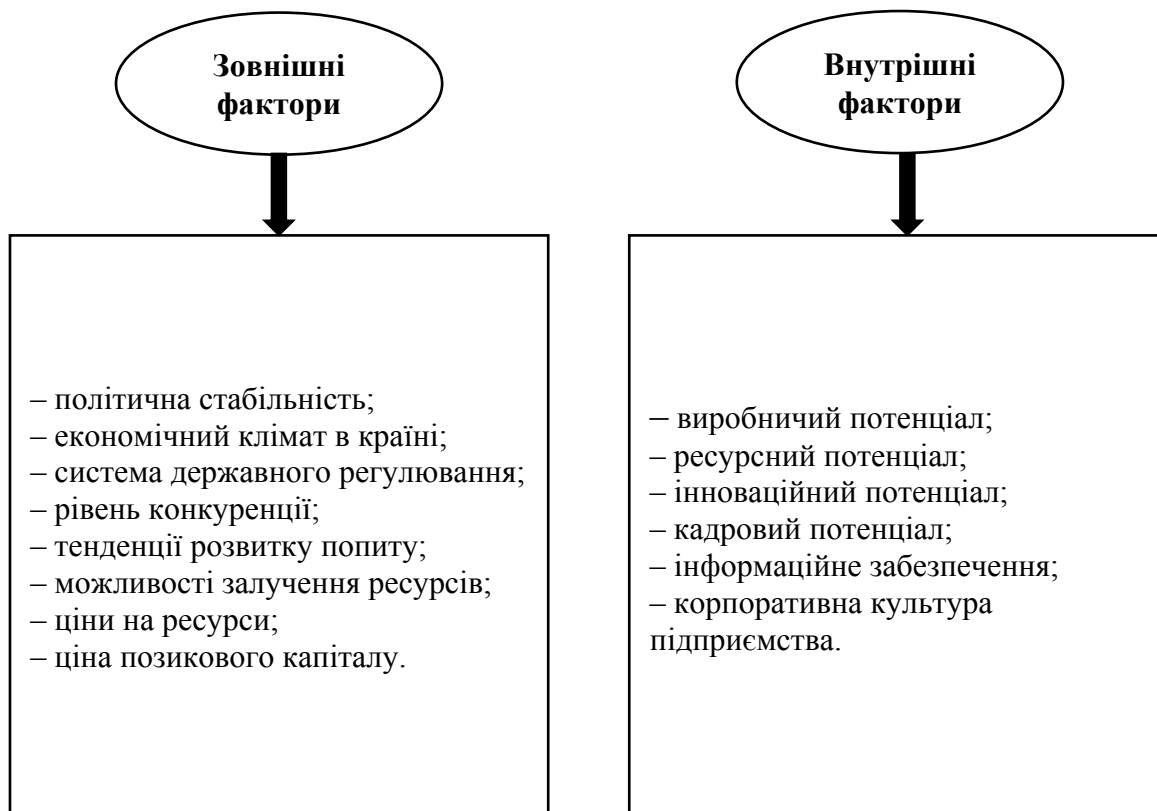 Зовнішні
фактори
– політична стабільність;
– економічний клімат в країні;
– система державного регулювання;
– рівень конкуренції;
– тенденції розвитку попиту;
– можливості залучення ресурсів;
– ціни на ресурси;
– ціна позикового капіталу.
Внутрішні
фактори
– виробничий потенціал;
– ресурсний потенціал;
– інноваційний потенціал;
– кадровий потенціал;
– інформаційне забезпечення;
– корпоративна культура
підприємства.